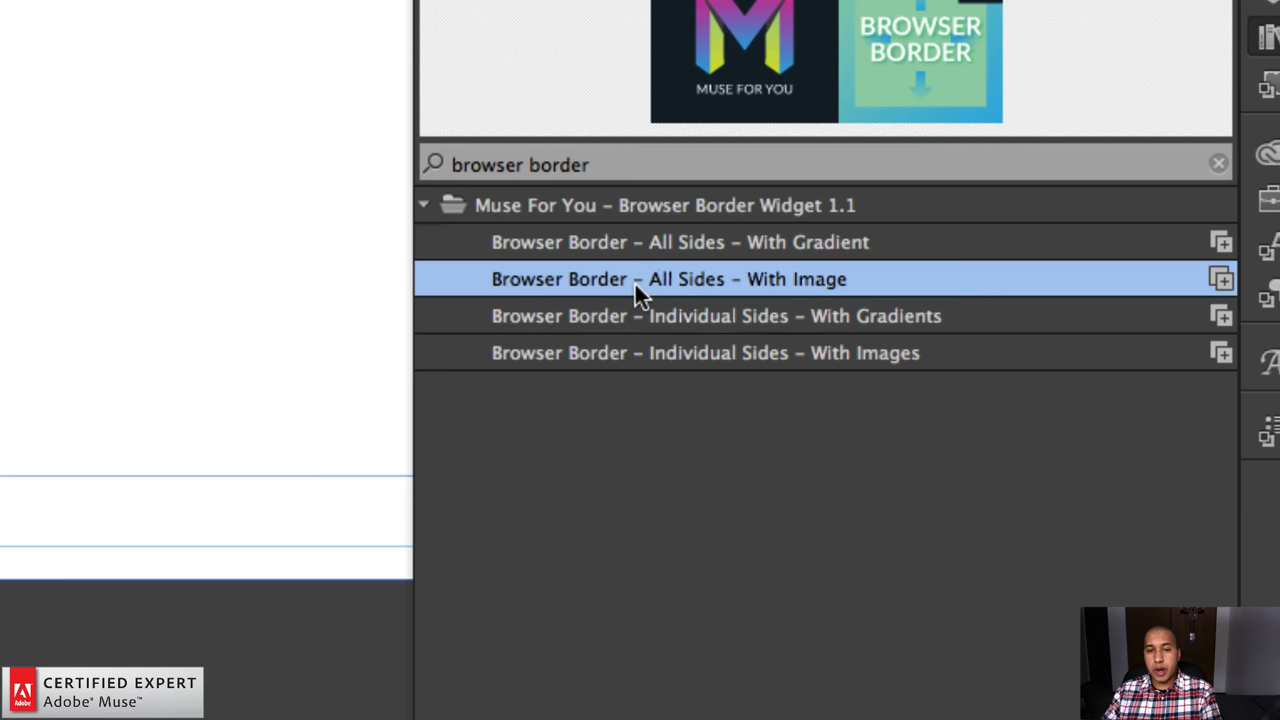 MUSE FOR YOU
BROWSER
BORDER
browser border
Muse For You – Browser Border Widget 1.1
Browser Border – All Sides – With Gradient
Browser Border – All Sides – With Image
Browser Border – Individual Sides – With Gradients
Browser Border – Individual Sides – With Images
CERTIFIED EXPERT
Adobe® Muse™
Adobe